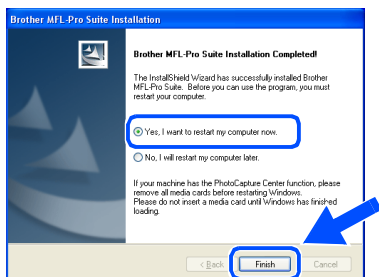 Brother MFL-Pro Suite Installation
Brother MFL-Pro Suite Installation Completed!
The InstallShield Wizard has successfully installed Brother
MFL-Pro Suite. Before you can use the program, you must
restart your computer.
Yes, I want to restart my computer now.
No, I will restart my computer later.
If your machine has the PhotoCapture Center function, please
remove all media cards before restarting Windows.
Please do not insert a media card until Windows has finished
loading.
< Back
Finish
Cancel